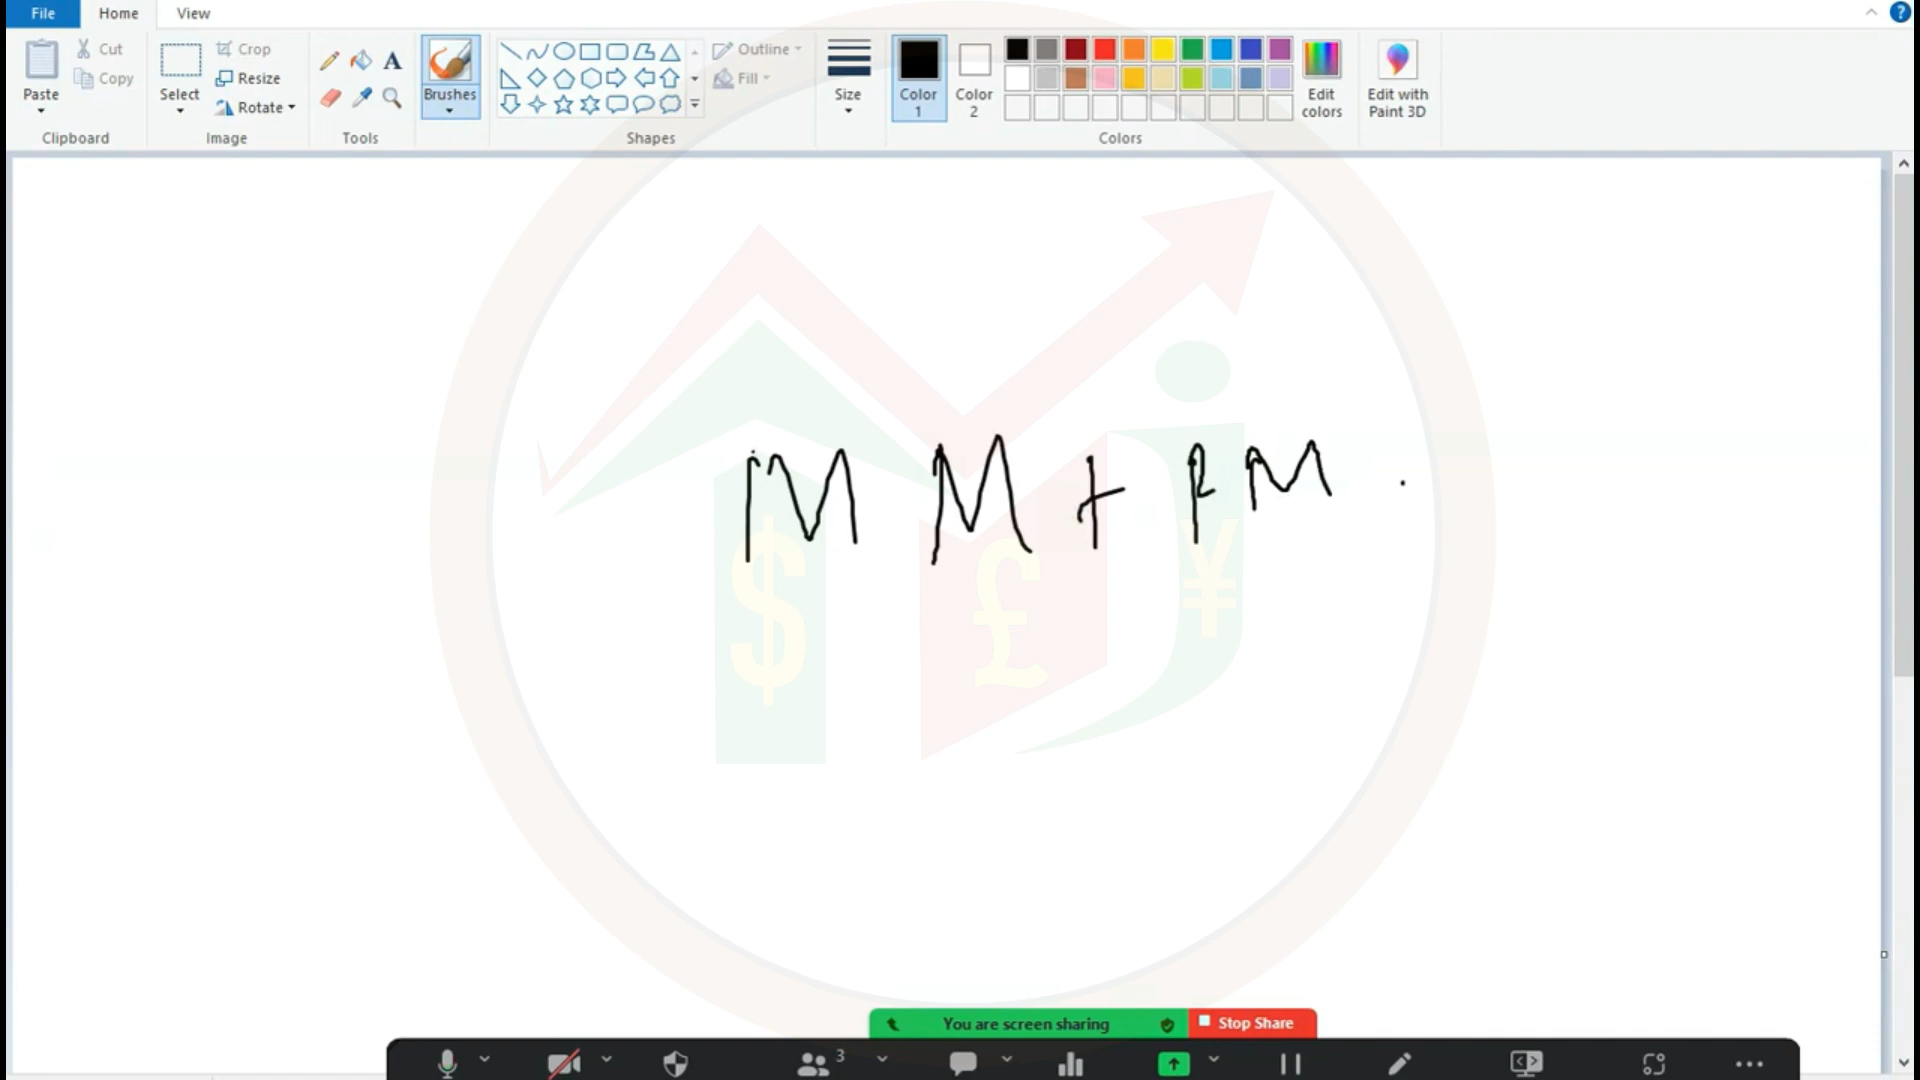 File Home View
Cut
Copy
Paste
Clipboard
Crop
Resize
Rotate
Select
Image
A
Tools
Brushes
Outline
Fill
Shapes
Size
Color 1
Color 2
Edit colors
Colors
Edit with Paint 3D
?
M M + PM .
$ £ ¥
You are screen sharing Stop Share
3